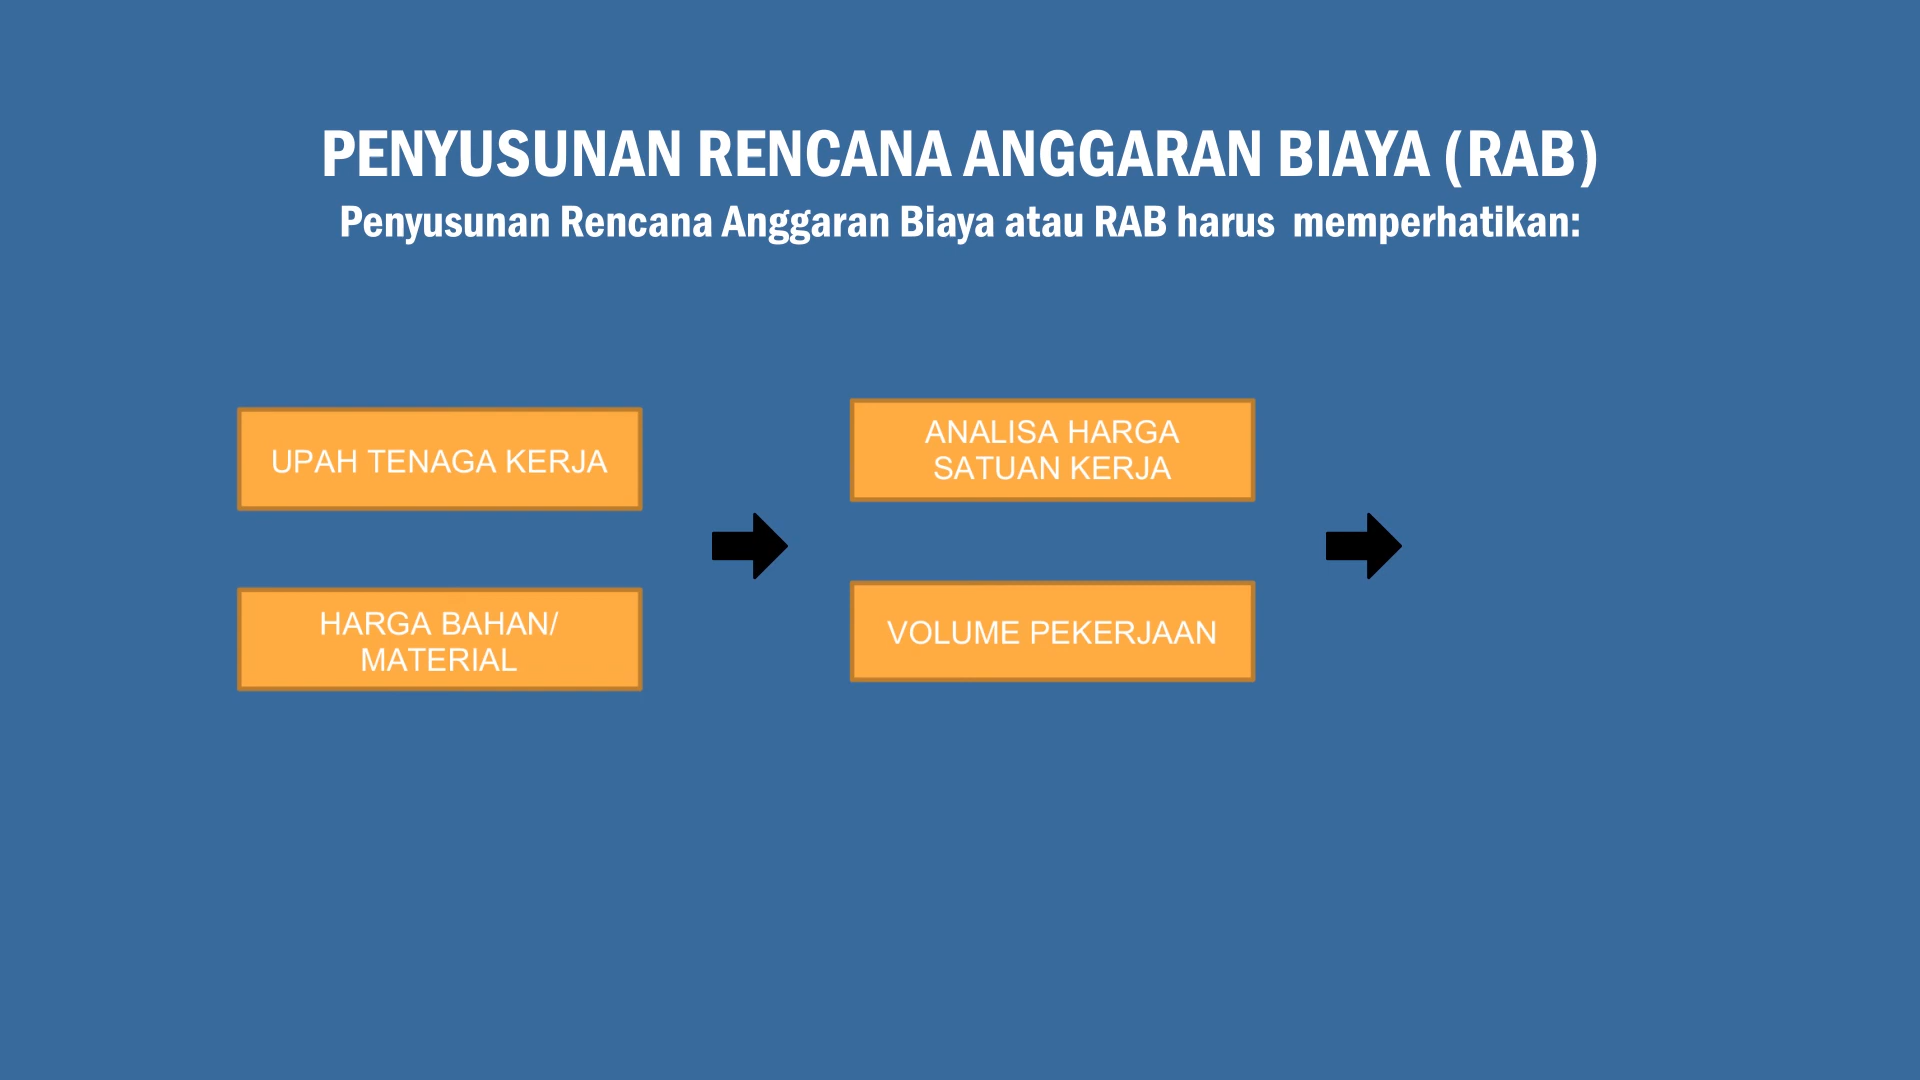 PENYUSUNAN RENCANA ANGGARAN BIAYA (RAB)
Penyusunan Rencana Anggaran Biaya atau RAB harus  memperhatikan:
UPAH TENAGA KERJA
HARGA BAHAN/
MATERIAL
ANALISA HARGA
SATUAN KERJA
VOLUME PEKERJAAN